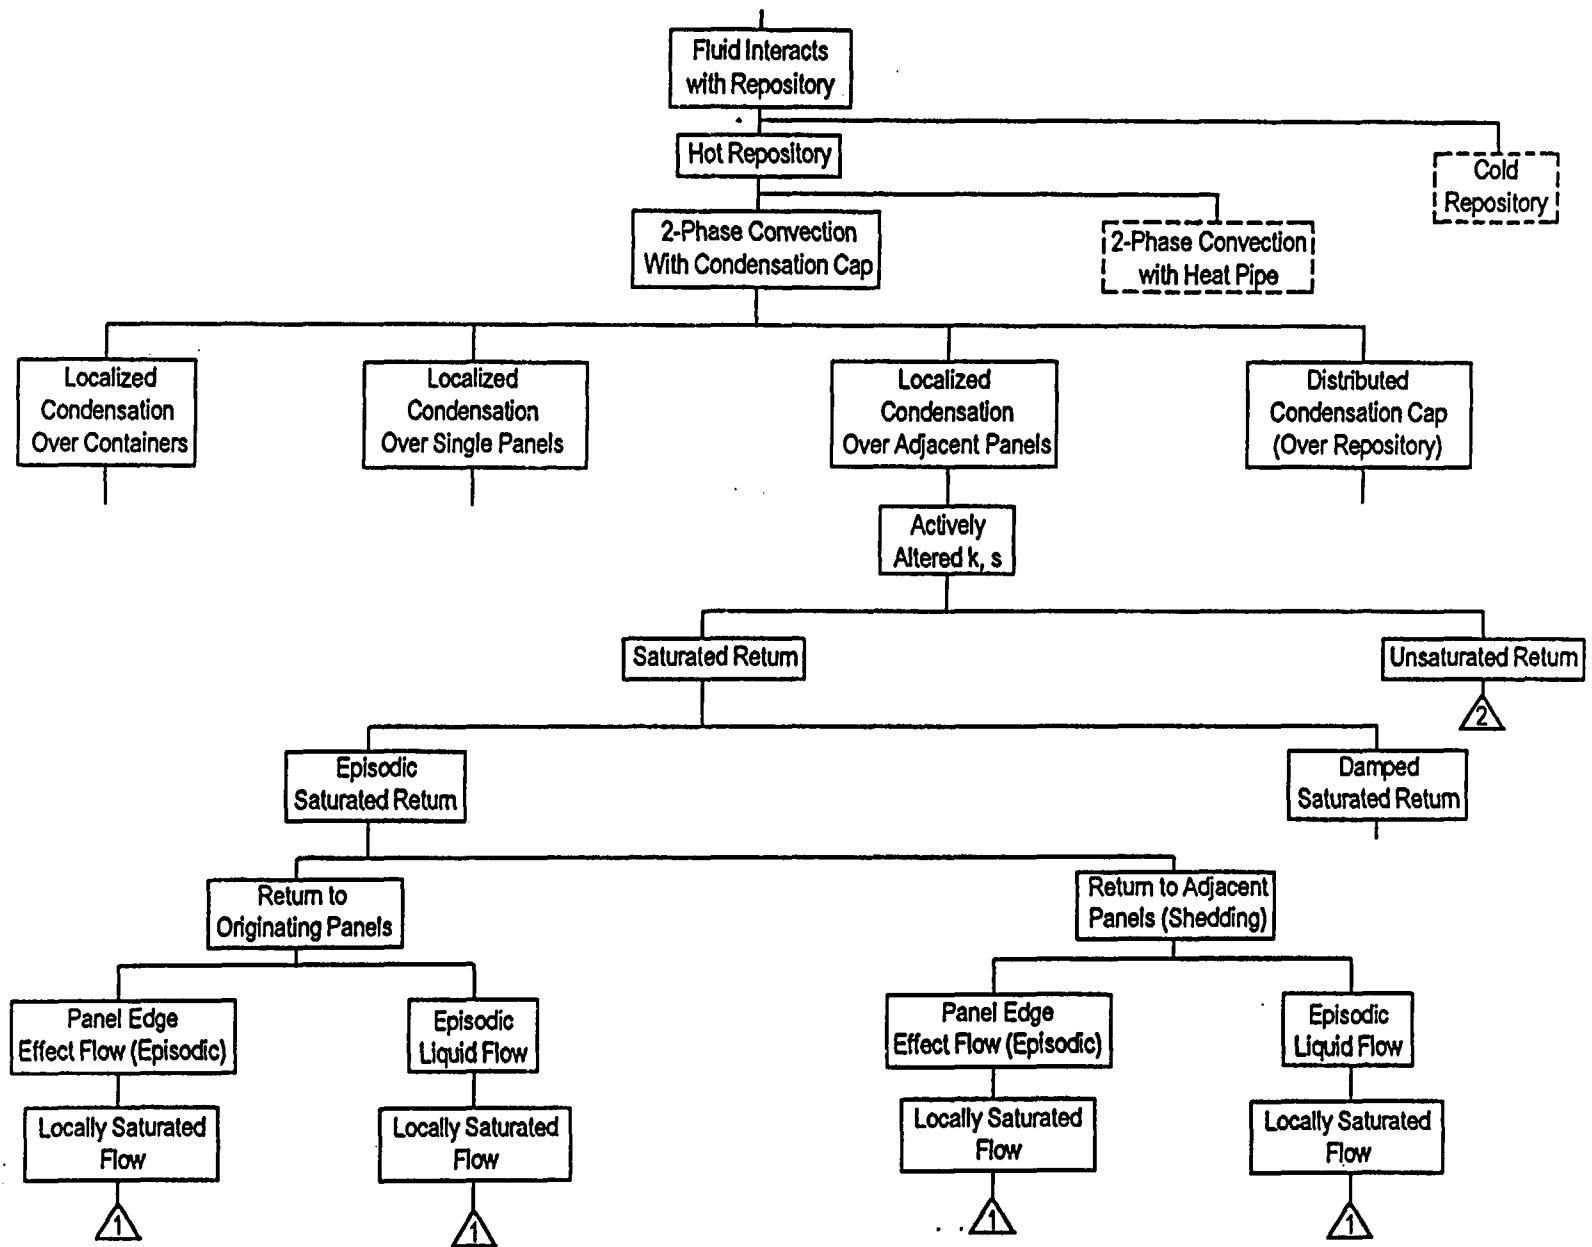 Fluid Interacts
with Repository
Hot Repository
Cold
Repository
2-Phase Convection
With Condensation Cap
2-Phase Convection
with Heat Pipe
Localized
Condensation
Over Containers
Localized
Condensation
Over Single Panels
Localized
Condensation
Over Adjacent Panels
Distributed
Condensation Cap
(Over Repository)
Actively
Altered k, s
Saturated Return
Unsaturated Return
2
Episodic
Saturated Return
Damped
Saturated Return
Return to
Originating Panels
Return to Adjacent
Panels (Shedding)
Panel Edge
Effect Flow (Episodic)
Episodic
Liquid Flow
Panel Edge
Effect Flow (Episodic)
Episodic
Liquid Flow
Locally Saturated
Flow
Locally Saturated
Flow
Locally Saturated
Flow
Locally Saturated
Flow
1
1
1
1